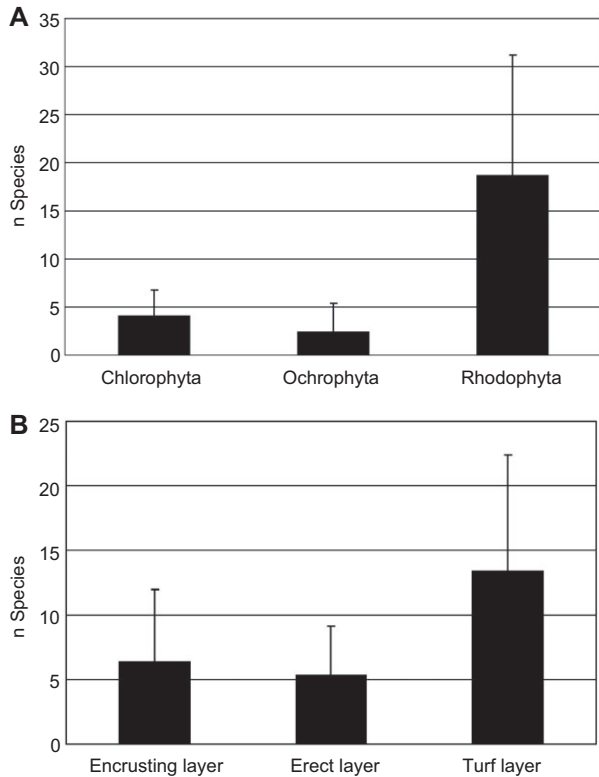 A
35
30
25
20
15
10
5
0
n Species
Chlorophyta Ochrophyta Rhodophyta
B
25
20
15
10
5
0
n Species
Encrusting layer Erect layer Turf layer